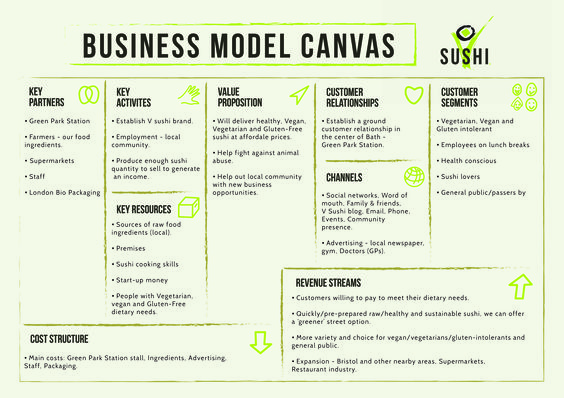 BUSINESS MODEL CANVAS
SUSHI
KEY
PARTNERS
• Green Park Station
• Farmers - our food
ingredients.
• Supermarkets
• Staff
• London Bio Packaging
KEY
ACTIVITES
• Establish V sushi brand.
• Employment - local
community.
• Produce enough sushi
quantity to sell to generate
an income.
KEY RESOURCES
• Sources of raw food
ingredients (local).
• Premises
• Sushi cooking skills
• Start-up money
• People with Vegetarian,
vegan and Gluten-Free
dietary needs.
VALUE
PROPOSITION
• Will deliver healthy, Vegan,
Vegetarian and Gluten-Free
sushi at affordale prices.
• Help fight against animal
abuse.
• Help out local community
with new business
opportunities.
CUSTOMER
RELATIONSHIPS
• Establish a ground
customer relationship in
the center of Bath -
Green Park Station.
CHANNELS
• Social networks, Word of
mouth, Family & friends,
V Sushi blog, Email, Phone,
Events, Community
presence.
• Advertising - local newspaper,
gym, Doctors (GPs).
CUSTOMER
SEGMENTS
• Vegetarian, Vegan and
Gluten intolerant
• Employees on lunch breaks
• Health conscious
• Sushi lovers
• General public/passers by
COST STRUCTURE
• Main costs: Green Park Station stall, Ingredients, Advertising,
Staff, Packaging.
REVENUE STREAMS
• Customers willing to pay to meet their dietary needs.
• Quickly/pre-prepared raw/healthy and sustainable sushi, we can offer
a 'greener' street option.
• More variety and choice for vegan/vegetarians/gluten-intolerants and
general public.
• Expansion - Bristol and other nearby areas, Supermarkets,
Restaurant industry.